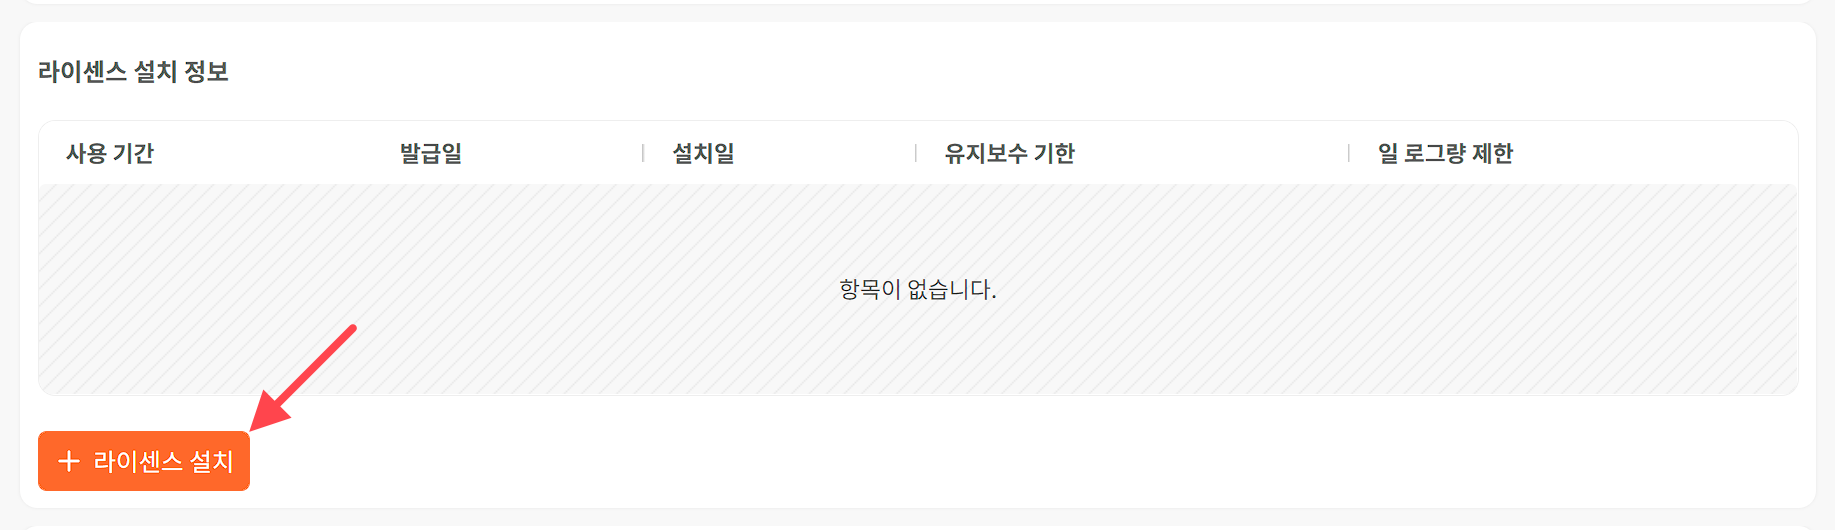 라이센스 설치 정보
사용 기간 발급일 설치일 유지보수 기한 일 로그량 제한
항목이 없습니다.
+ 라이센스 설치